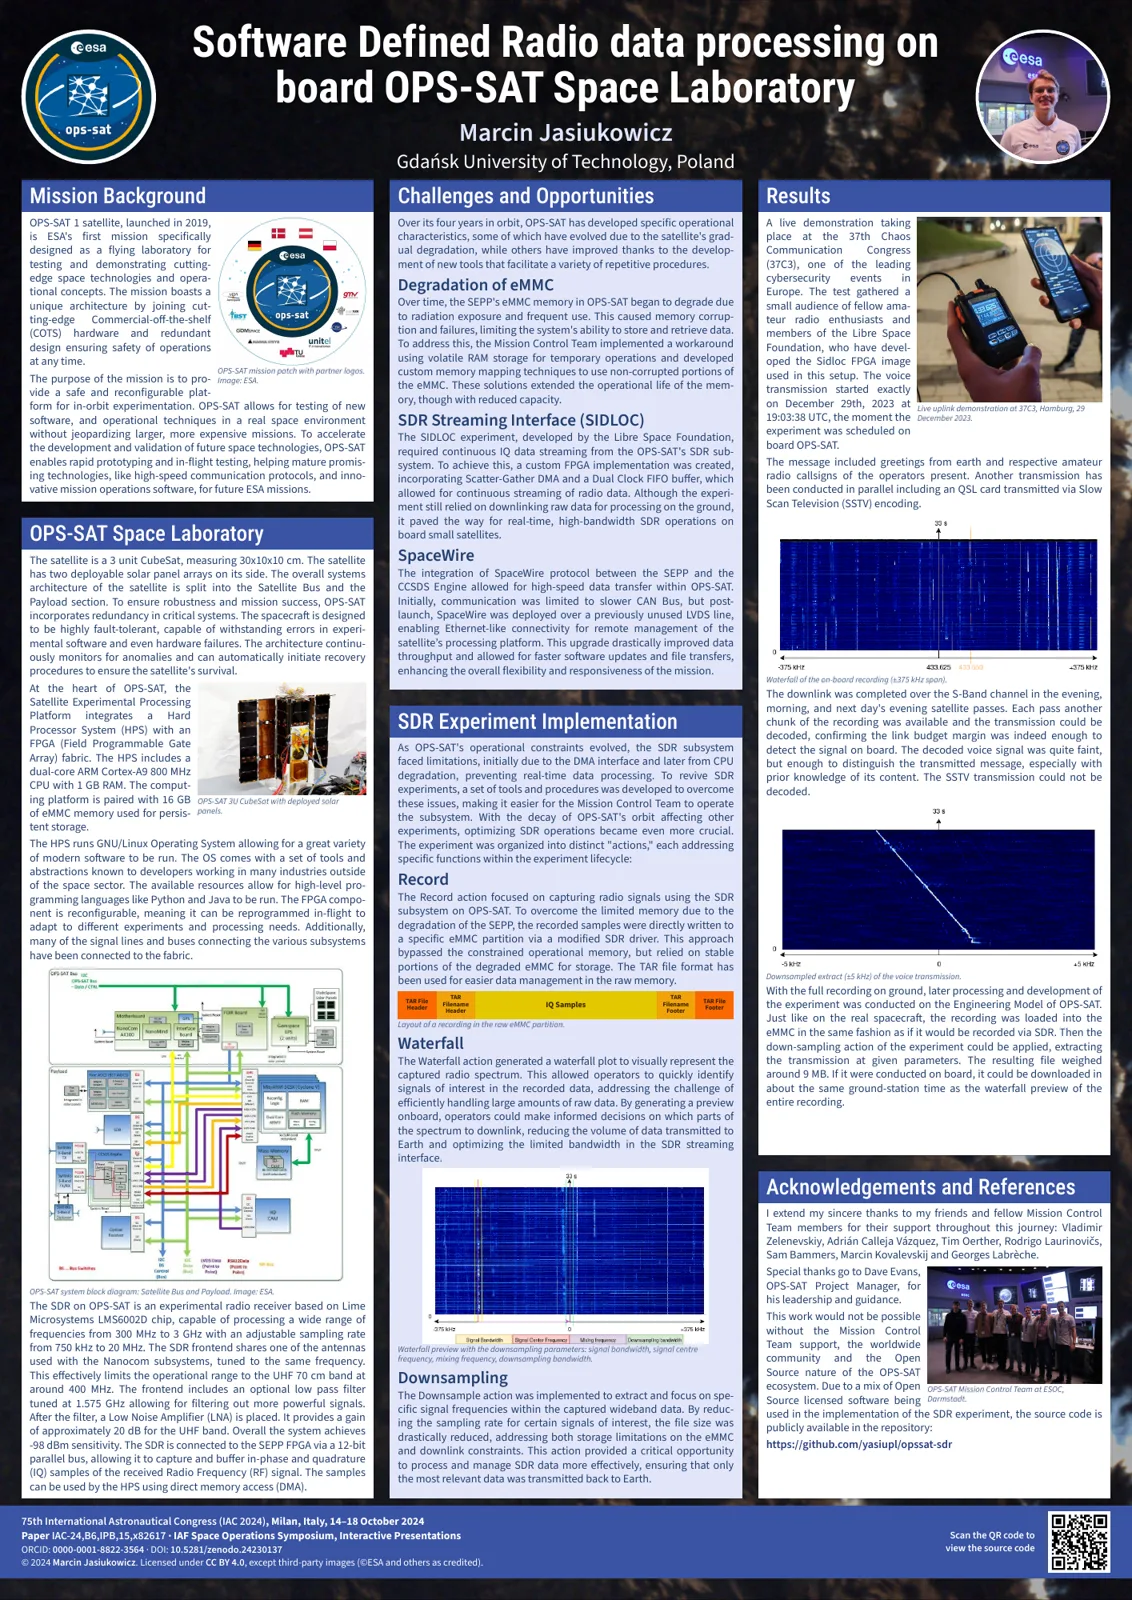 esa
ops-sat
Software Defined Radio data processing on
board OPS-SAT Space Laboratory
Marcin Jasiukowicz
Gdańsk University of Technology, Poland
esa
Mission Background
OPS-SAT 1 satellite, launched in 2019,
is ESA's first mission specifically
designed as a flying laboratory for
testing and demonstrating cutting-
edge space technologies and opera-
tional concepts. The mission boasts a
unique architecture by joining cut-
ting-edge Commercial-off-the-shelf
(COTS) hardware and redundant
design ensuring safety of operations
at any time.
esa
ops-sat
unitel
OPS-SAT mission patch with partner logos.
Image: ESA.
The purpose of the mission is to pro-
vide a safe and reconfigurable plat-
form for in-orbit experimentation. OPS-SAT allows for testing of new
software, and operational techniques in a real space environment
without jeopardizing larger, more expensive missions. To accelerate
the development and validation of future space technologies, OPS-SAT
enables rapid prototyping and in-flight testing, helping mature promis-
ing technologies, like high-speed communication protocols, and inno-
vative mission operations software, for future ESA missions.
OPS-SAT Space Laboratory
The satellite is a 3 unit CubeSat, measuring 30x10x10 cm. The satellite
has two deployable solar panel arrays on its side. The overall systems
architecture of the satellite is split into the Satellite Bus and the
Payload section. To ensure robustness and mission success, OPS-SAT
incorporates redundancy in critical systems. The spacecraft is designed
to be highly fault-tolerant, capable of withstanding errors in experi-
mental software and even hardware failures. The architecture continu-
ously monitors for anomalies and can automatically initiate recovery
procedures to ensure the satellite's survival.
At the heart of OPS-SAT, the
Satellite Experimental Processing
Platform integrates a Hard
Processor System (HPS) with an
FPGA (Field Programmable Gate
Array) fabric. The HPS includes a
dual-core ARM Cortex-A9 800 MHz
CPU with 1 GB RAM. The comput-
ing platform is paired with 16 GB
of eMMC memory used for persis-
tent storage.
OPS-SAT 3U CubeSat with deployed solar
panels.
The HPS runs GNU/Linux Operating System allowing for a great variety
of modern software to be run. The OS comes with a set of tools and
abstractions known to developers working in many industries outside
of the space sector. The available resources allow for high-level pro-
gramming languages like Python and Java to be run. The FPGA compo-
nent is reconfigurable, meaning it can be reprogrammed in-flight to
adapt to different experiments and processing needs. Additionally,
many of the signal lines and buses connecting the various subsystems
have been connected to the fabric.
OPS-SAT system block diagram: Satellite Bus and Payload. Image: ESA.
The SDR on OPS-SAT is an experimental radio receiver based on Lime
Microsystems LMS6002D chip, capable of processing a wide range of
frequencies from 300 MHz to 3 GHz with an adjustable sampling rate
from 750 kHz to 20 MHz. The SDR frontend shares one of the antennas
used with the Nanocom subsystems, tuned to the same frequency.
This effectively limits the operational range to the UHF 70 cm band at
around 400 MHz. The frontend includes an optional low pass filter
tuned at 1.575 GHz allowing for filtering out more powerful signals.
After the filter, a Low Noise Amplifier (LNA) is placed. It provides a gain
of approximately 20 dB for the UHF band. Overall the system achieves
-98 dBm sensitivity. The SDR is connected to the SEPP FPGA via a 12-bit
parallel bus, allowing it to capture and buffer in-phase and quadrature
(IQ) samples of the received Radio Frequency (RF) signal. The samples
can be used by the HPS using direct memory access (DMA).
Challenges and Opportunities
Over its four years in orbit, OPS-SAT has developed specific operational
characteristics, some of which have evolved due to the satellite's grad-
ual degradation, while others have improved thanks to the develop-
ment of new tools that facilitate a variety of repetitive procedures.
Degradation of eMMC
Over time, the SEPP's eMMC memory in OPS-SAT began to degrade due
to radiation exposure and frequent use. This caused memory corrup-
tion and failures, limiting the system's ability to store and retrieve data.
To address this, the Mission Control Team implemented a workaround
using volatile RAM storage for temporary operations and developed
custom memory mapping techniques to use non-corrupted portions of
the eMMC. These solutions extended the operational life of the mem-
ory, though with reduced capacity.
SDR Streaming Interface (SIDLOC)
The SIDLOC experiment, developed by the Libre Space Foundation,
required continuous IQ data streaming from the OPS-SAT's SDR sub-
system. To achieve this, a custom FPGA implementation was created,
incorporating Scatter-Gather DMA and a Dual Clock FIFO buffer, which
allowed for continuous streaming of radio data. Although the experi-
ment still relied on downlinking raw data for processing on the ground,
it paved the way for real-time, high-bandwidth SDR operations on
board small satellites.
SpaceWire
The integration of SpaceWire protocol between the SEPP and the
CCSDS Engine allowed for high-speed data transfer within OPS-SAT.
Initially, communication was limited to slower CAN Bus, but post-
launch, SpaceWire was deployed over a previously unused LVDS line,
enabling Ethernet-like connectivity for remote management of the
satellite's processing platform. This upgrade drastically improved data
throughput and allowed for faster software updates and file transfers,
enhancing the overall flexibility and responsiveness of the mission.
SDR Experiment Implementation
As OPS-SAT's operational constraints evolved, the SDR subsystem
faced limitations, initially due to the DMA interface and later from CPU
degradation, preventing real-time data processing. To revive SDR
experiments, a set of tools and procedures was developed to overcome
these issues, making it easier for the Mission Control Team to operate
the subsystem. With the decay of OPS-SAT's orbit affecting other
experiments, optimizing SDR operations became even more crucial.
The experiment was organized into distinct "actions," each addressing
specific functions within the experiment lifecycle:
Record
The Record action focused on capturing radio signals using the SDR
subsystem on OPS-SAT. To overcome the limited memory due to the
degradation of the SEPP, the recorded samples were directly written to
a specific eMMC partition via a modified SDR driver. This approach
bypassed the constrained operational memory, but relied on stable
portions of the degraded eMMC for storage. The TAR file format has
been used for easier data management in the raw memory.
TAR File Header
TAR Filename Header
IQ Samples
TAR Filename Footer
TAR File Footer
Layout of a recording in the raw eMMC partition.
Waterfall
The Waterfall action generated a waterfall plot to visually represent the
captured radio spectrum. This allowed operators to quickly identify
signals of interest in the recorded data, addressing the challenge of
efficiently handling large amounts of raw data. By generating a preview
onboard, operators could make informed decisions on which parts of
the spectrum to downlink, reducing the volume of data transmitted to
Earth and optimizing the limited bandwidth in the SDR streaming
interface.
33 s
0
-375 kHz
0
+375 kHz
Signal Bandwidth
Signal Center Frequency
Mixing frequency
Downsampling bandwidth
Waterfall preview with the downsampling parameters: signal bandwidth, signal centre
frequency, mixing frequency, downsampling bandwidth.
Downsampling
The Downsample action was implemented to extract and focus on spe-
cific signal frequencies within the captured wideband data. By reduc-
ing the sampling rate for certain signals of interest, the file size was
drastically reduced, addressing both storage limitations on the eMMC
and downlink constraints. This action provided a critical opportunity
to process and manage SDR data more effectively, ensuring that only
the most relevant data was transmitted back to Earth.
Results
A live demonstration taking
place at the 37th Chaos
Communication Congress
(37C3), one of the leading
cybersecurity events in
Europe. The test gathered a
small audience of fellow ama-
teur radio enthusiasts and
members of the Libre Space
Foundation, who have devel-
oped the Sidloc FPGA image
used in this setup. The voice
transmission started exactly
on December 29th, 2023 at
19:03:38 UTC, the moment the
experiment was scheduled on
board OPS-SAT.
Live uplink demonstration at 37C3, Hamburg, 29
December 2023.
The message included greetings from earth and respective amateur
radio callsigns of the operators present. Another transmission has
been conducted in parallel including an QSL card transmitted via Slow
Scan Television (SSTV) encoding.
33 s
0
-375 kHz
433.625
+375 kHz
Waterfall of the on-board recording (±375 kHz span).
The downlink was completed over the S-Band channel in the evening,
morning, and next day's evening satellite passes. Each pass another
chunk of the recording was available and the transmission could be
decoded, confirming the link budget margin was indeed enough to
detect the signal on board. The decoded voice signal was quite faint,
but enough to distinguish the transmitted message, especially with
prior knowledge of its content. The SSTV transmission could not be
decoded.
33 s
0
-5 kHz
0
+5 kHz
Downsampled extract (±5 kHz) of the voice transmission.
With the full recording on ground, later processing and development of
the experiment was conducted on the Engineering Model of OPS-SAT.
Just like on the real spacecraft, the recording was loaded into the
eMMC in the same fashion as if it would be recorded via SDR. Then the
down-sampling action of the experiment could be applied, extracting
the transmission at given parameters. The resulting file weighed
around 9 MB. If it were conducted on board, it could be downloaded in
about the same ground-station time as the waterfall preview of the
entire recording.
Acknowledgements and References
I extend my sincere thanks to my friends and fellow Mission Control
Team members for their support throughout this journey: Vladimir
Zelenevskiy, Adrián Calleja Vázquez, Tim Oerther, Rodrigo Laurinovičs,
Sam Bammers, Marcin Kovalevskij and Georges Labrèche.
Special thanks go to Dave Evans,
OPS-SAT Project Manager, for
his leadership and guidance.
This work would not be possible
without the Mission Control
Team support, the worldwide
community and the Open
Source nature of the OPS-SAT
ecosystem. Due to a mix of Open
Source licensed software being
used in the implementation of the SDR experiment, the source code is
publicly available in the repository:
esa
OPS-SAT Mission Control Team at ESOC,
Darmstadt.
https://github.com/yasiupl/opssat-sdr
75th International Astronautical Congress (IAC 2024), Milan, Italy, 14–18 October 2024
Paper IAC-24,B6,IPB,15,x82617 · IAF Space Operations Symposium, Interactive Presentations
ORCID: 0000-0001-8822-3564 · DOI: 10.5281/zenodo.24230137
© 2024 Marcin Jasiukowicz. Licensed under CC BY 4.0, except third-party images (©ESA and others as credited).
Scan the QR code to
view the source code